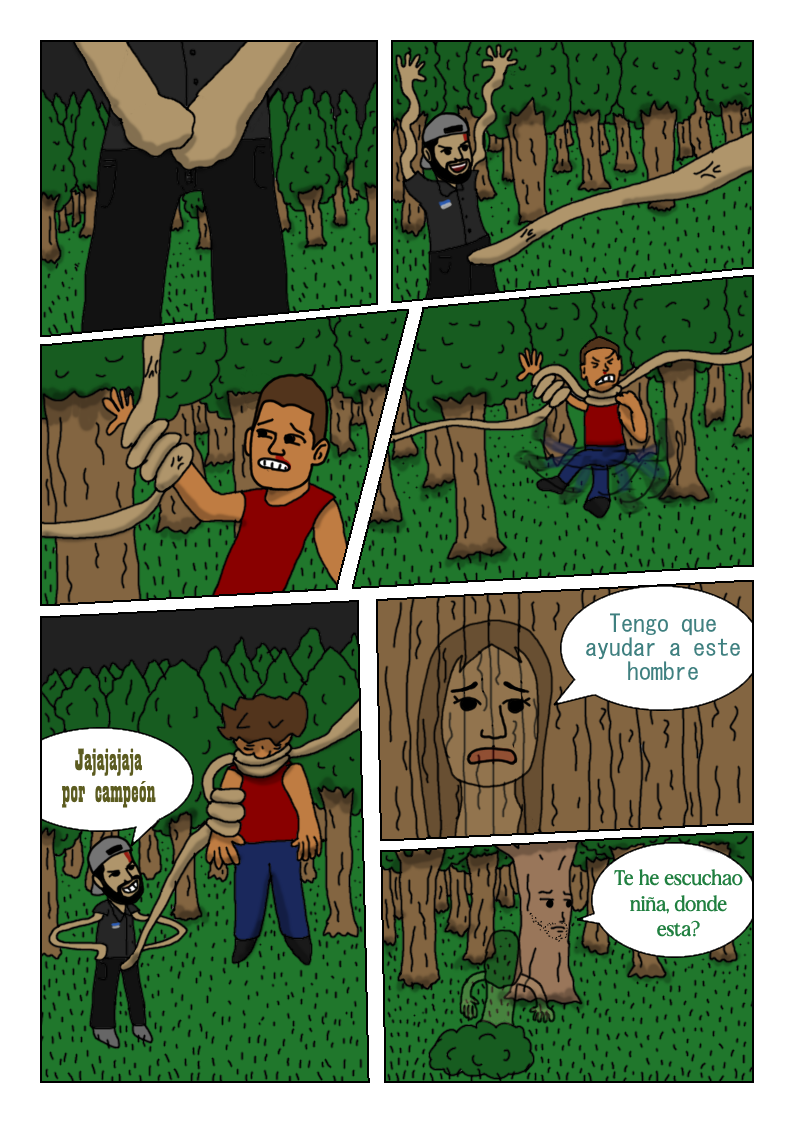 Tengo que
ayudar a este
hombre
Jajajajaja
por campeón
Te he escuchao
niña, donde
esta?